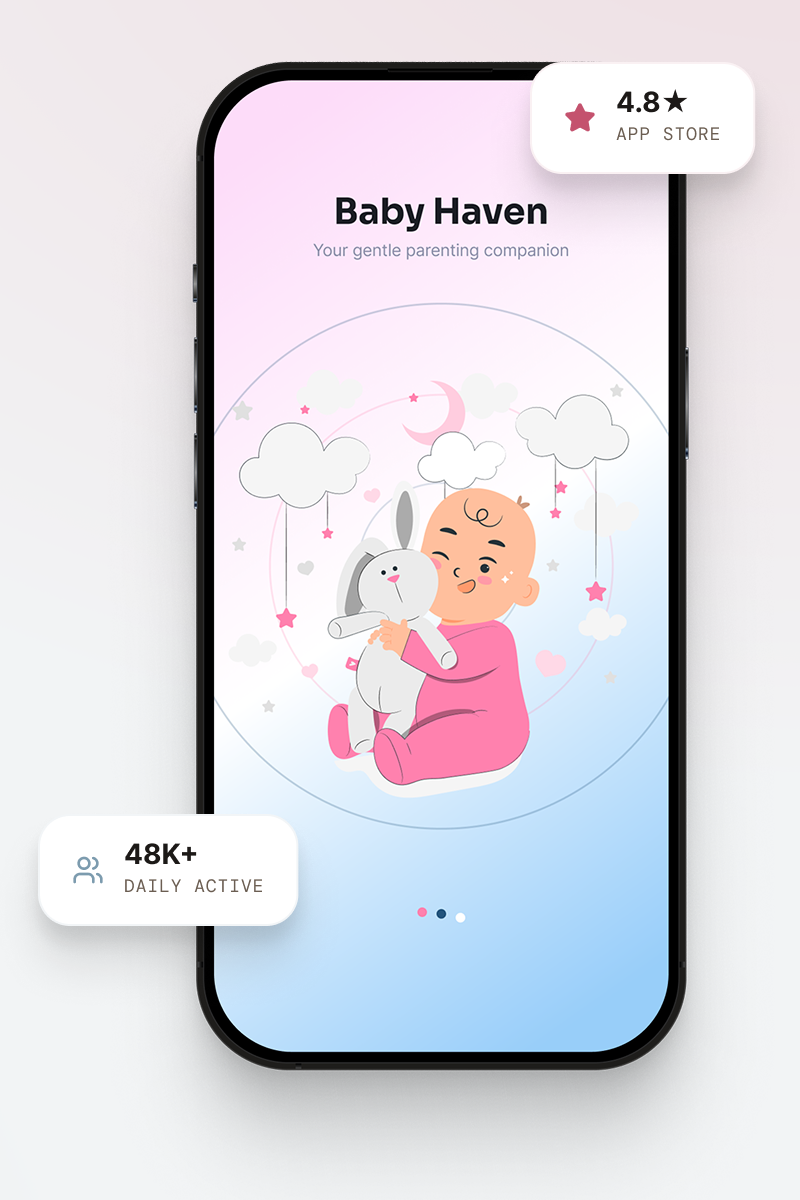 4.8★
APP STORE
Baby Haven
Your gentle parenting companion
48K+
DAILY ACTIVE